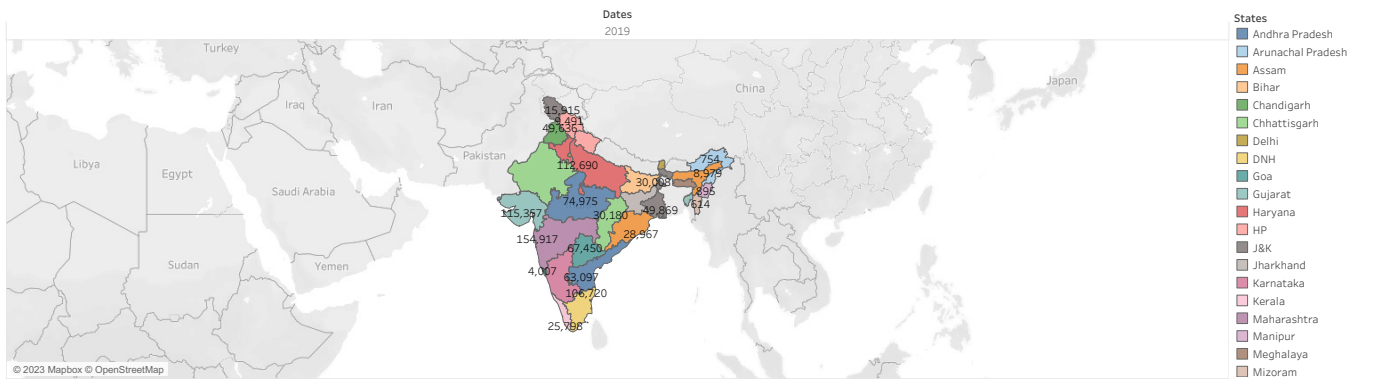 Dates
2019
Turkey
Iraq
Iran
Libya
Egypt
Saudi Arabia
Sudan
Yemen
Pakistan
China
Japan
15,915
9,491
49,636
112,690
754
8,979
30,008
895
74,975
614
115,357
30,180
49,869
154,917
67,450
28,967
4,007
63,097
106,720
25,798
© 2023 Mapbox © OpenStreetMap
States
Andhra Pradesh
Arunachal Pradesh
Assam
Bihar
Chandigarh
Chhattisgarh
Delhi
DNH
Goa
Gujarat
Haryana
HP
J&K
Jharkhand
Karnataka
Kerala
Maharashtra
Manipur
Meghalaya
Mizoram